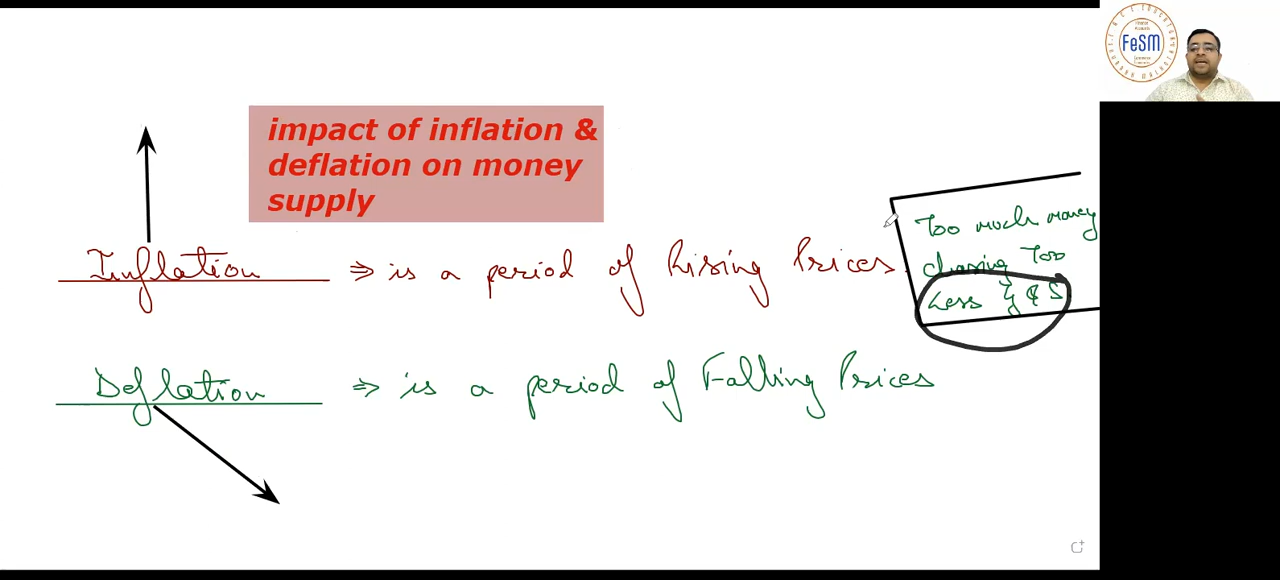 FeSM
impact of inflation &
deflation on money
supply
Too much money
chasing Too
Less G & S
Inflation ⇒ is a period of Rising Prices.
Deflation ⇒ is a period of Falling Prices